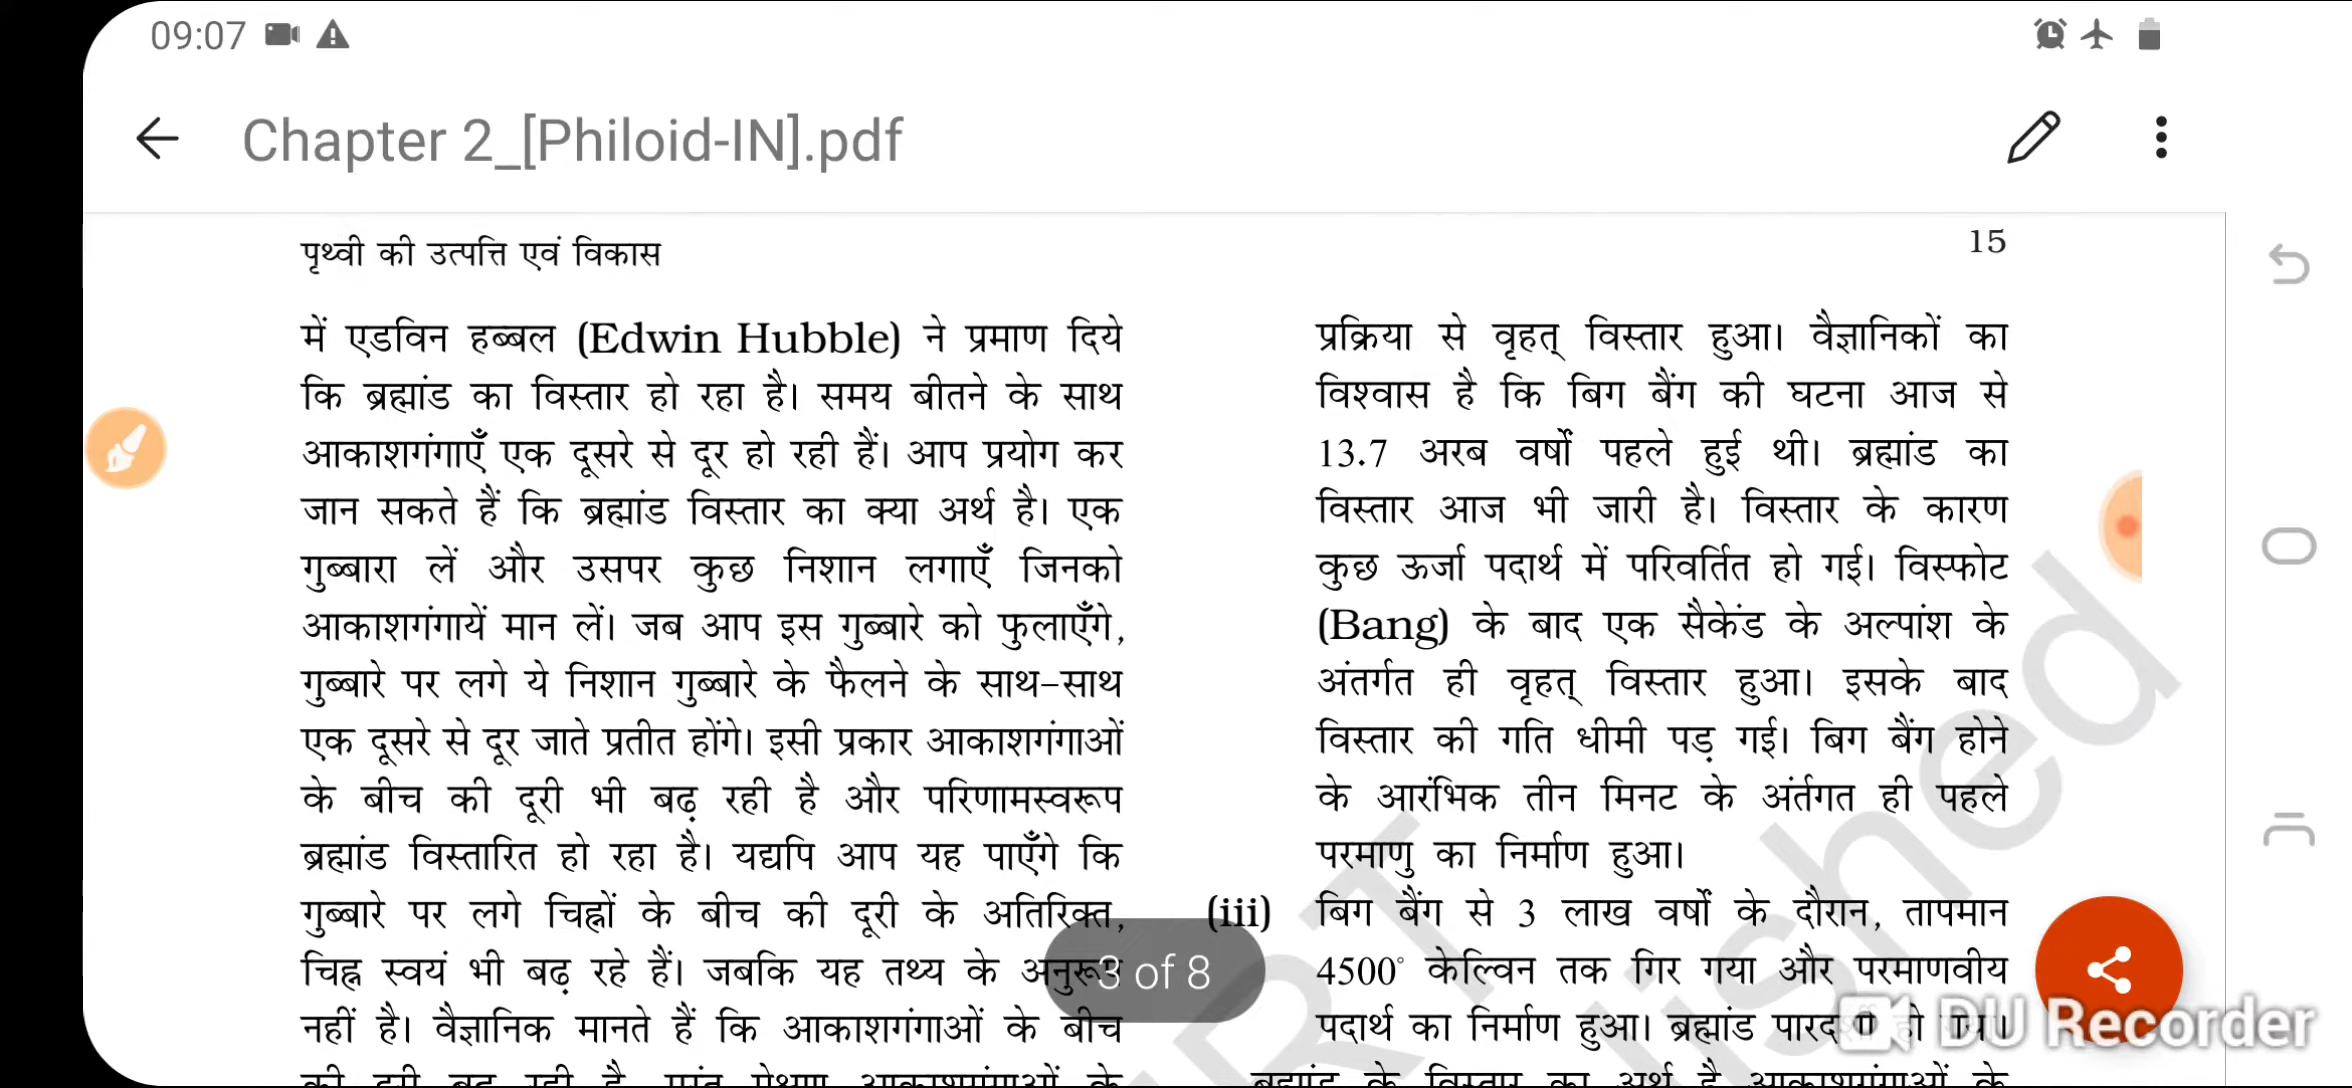 09:07
Chapter 2_[Philoid-IN].pdf
पृथ्वी की उत्पत्ति एवं विकास
15
में एडविन हब्बल (Edwin Hubble) ने प्रमाण दिये
कि ब्रह्मांड का विस्तार हो रहा है। समय बीतने के साथ
आकाशगंगाएँ एक दूसरे से दूर हो रही हैं। आप प्रयोग कर
जान सकते हैं कि ब्रह्मांड विस्तार का क्या अर्थ है। एक
गुब्बारा लें और उसपर कुछ निशान लगाएँ जिनको
आकाशगंगायें मान लें। जब आप इस गुब्बारे को फुलाएँगे,
गुब्बारे पर लगे ये निशान गुब्बारे के फैलने के साथ-साथ
एक दूसरे से दूर जाते प्रतीत होंगे। इसी प्रकार आकाशगंगाओं
के बीच की दूरी भी बढ़ रही है और परिणामस्वरूप
ब्रह्मांड विस्तारित हो रहा है। यद्यपि आप यह पाएँगे कि
गुब्बारे पर लगे चिह्नों के बीच की दूरी के अतिरिक्त,
चिह्न स्वयं भी बढ़ रहे हैं। जबकि यह तथ्य के अनुरूप
नहीं है। वैज्ञानिक मानते हैं कि आकाशगंगाओं के बीच
प्रक्रिया से वृहत् विस्तार हुआ। वैज्ञानिकों का
विश्वास है कि बिग बैंग की घटना आज से
13.7 अरब वर्षों पहले हुई थी। ब्रह्मांड का
विस्तार आज भी जारी है। विस्तार के कारण
कुछ ऊर्जा पदार्थ में परिवर्तित हो गई। विस्फोट
(Bang) के बाद एक सैकेंड के अल्पांश के
अंतर्गत ही वृहत् विस्तार हुआ। इसके बाद
विस्तार की गति धीमी पड़ गई। बिग बैंग होने
के आरंभिक तीन मिनट के अंर्तगत ही पहले
परमाणु का निर्माण हुआ।
(iii) बिग बैंग से 3 लाख वर्षों के दौरान, तापमान
4500° केल्विन तक गिर गया और परमाणवीय
पदार्थ का निर्माण हुआ। ब्रह्मांड
ब्रह्मांड के विस्तार का अर्थ है आकाशगंगाओं के
3 of 8
DU Recorder